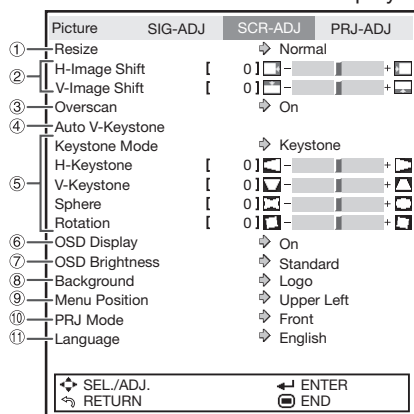 Picture SIG-ADJ SCR-ADJ PRJ-ADJ
① Resize Normal
② H-Image Shift [ 0 ] - +
V-Image Shift [ 0 ] - +
③ Overscan On
④ Auto V-Keystone
⑤ Keystone Mode Keystone
H-Keystone [ 0 ] - +
V-Keystone [ 0 ] - +
Sphere [ 0 ] - +
Rotation [ 0 ] - +
⑥ OSD Display On
⑦ OSD Brightness Standard
⑧ Background Logo
⑨ Menu Position Upper Left
⑩ PRJ Mode Front
⑪ Language English
SEL./ADJ. ENTER
RETURN END